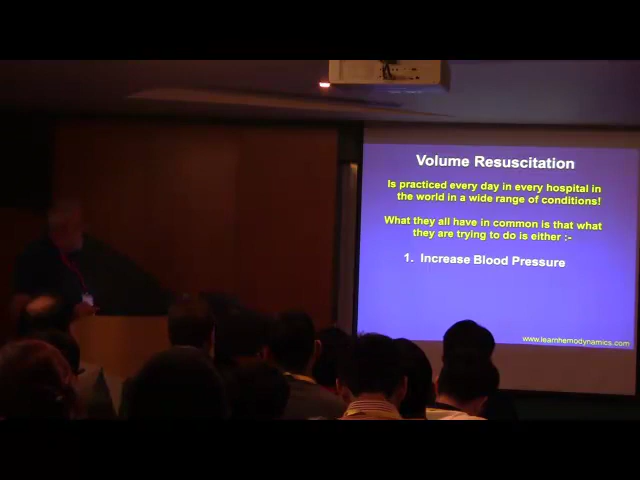 Volume Resuscitation
Is practiced every day in every hospital in
the world in a wide range of conditions!
What they all have in common is that what
they are trying to do is either :-
1. Increase Blood Pressure
www.learnhemodynamics.com